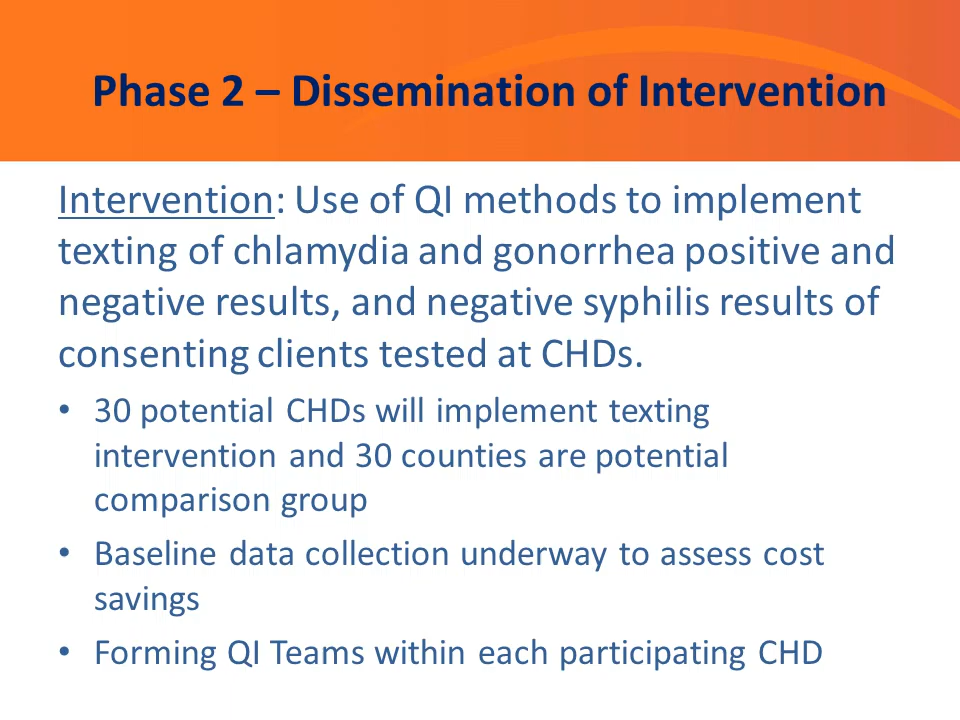 Phase 2 – Dissemination of Intervention
Intervention: Use of QI methods to implement
texting of chlamydia and gonorrhea positive and
negative results, and negative syphilis results of
consenting clients tested at CHDs.
• 30 potential CHDs will implement texting
intervention and 30 counties are potential
comparison group
• Baseline data collection underway to assess cost
savings
• Forming QI Teams within each participating CHD